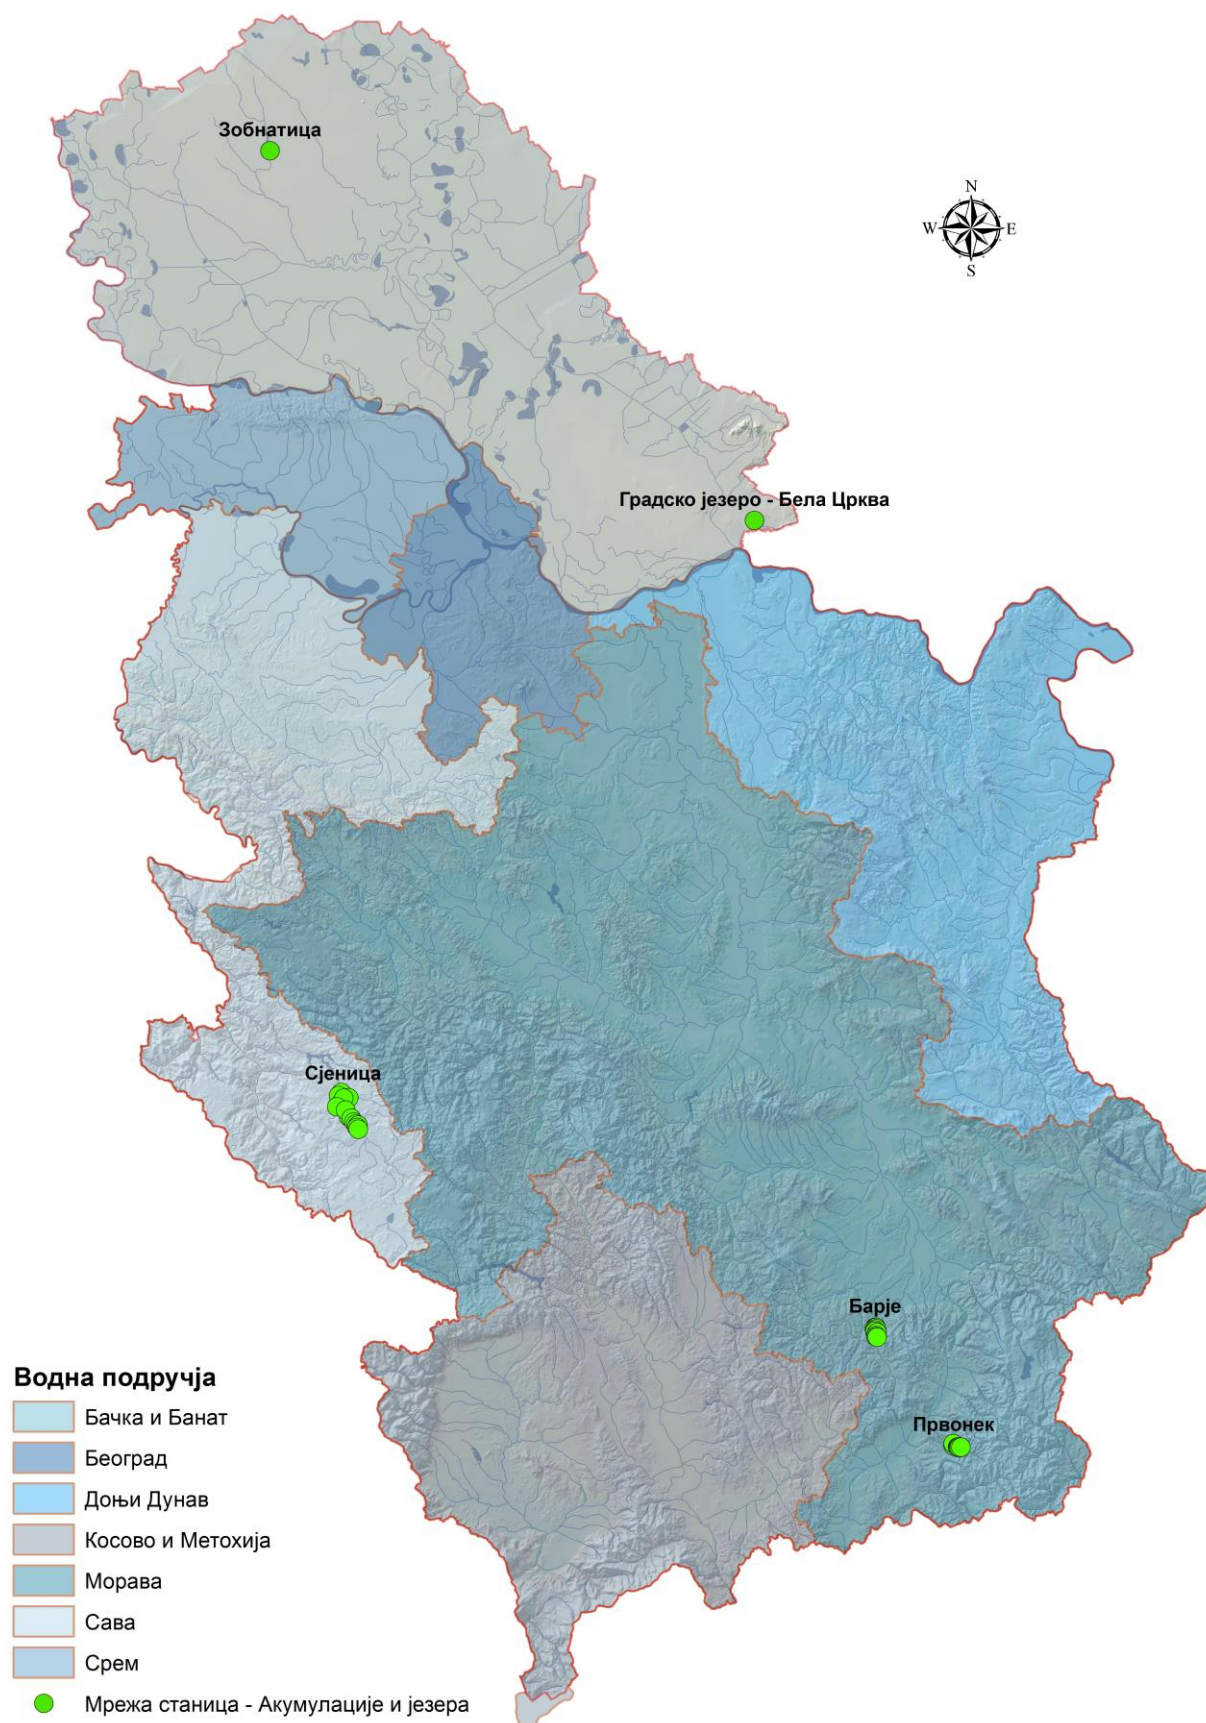 Зобнатица
N
W
E
S
Градско језеро - Бела Црква
Сјеница
Барје
Првонек
Водна подручја
Бачка и Банат
Београд
Доњи Дунав
Косово и Метохија
Морава
Сава
Срем
Мрежа станица - Акумулације и језера